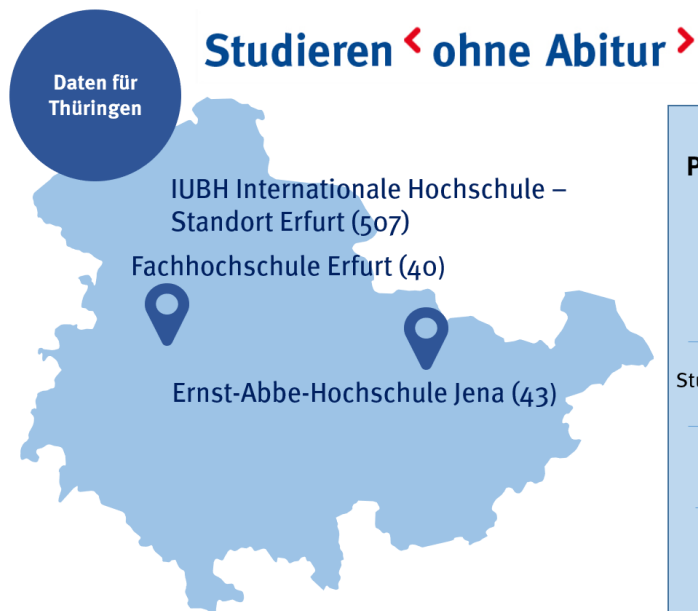 Studieren < ohne Abitur >
Daten für
Thüringen
IUBH Internationale Hochschule –
Standort Erfurt (507)
Fachhochschule Erfurt (40)
Ernst-Abbe-Hochschule Jena (43)